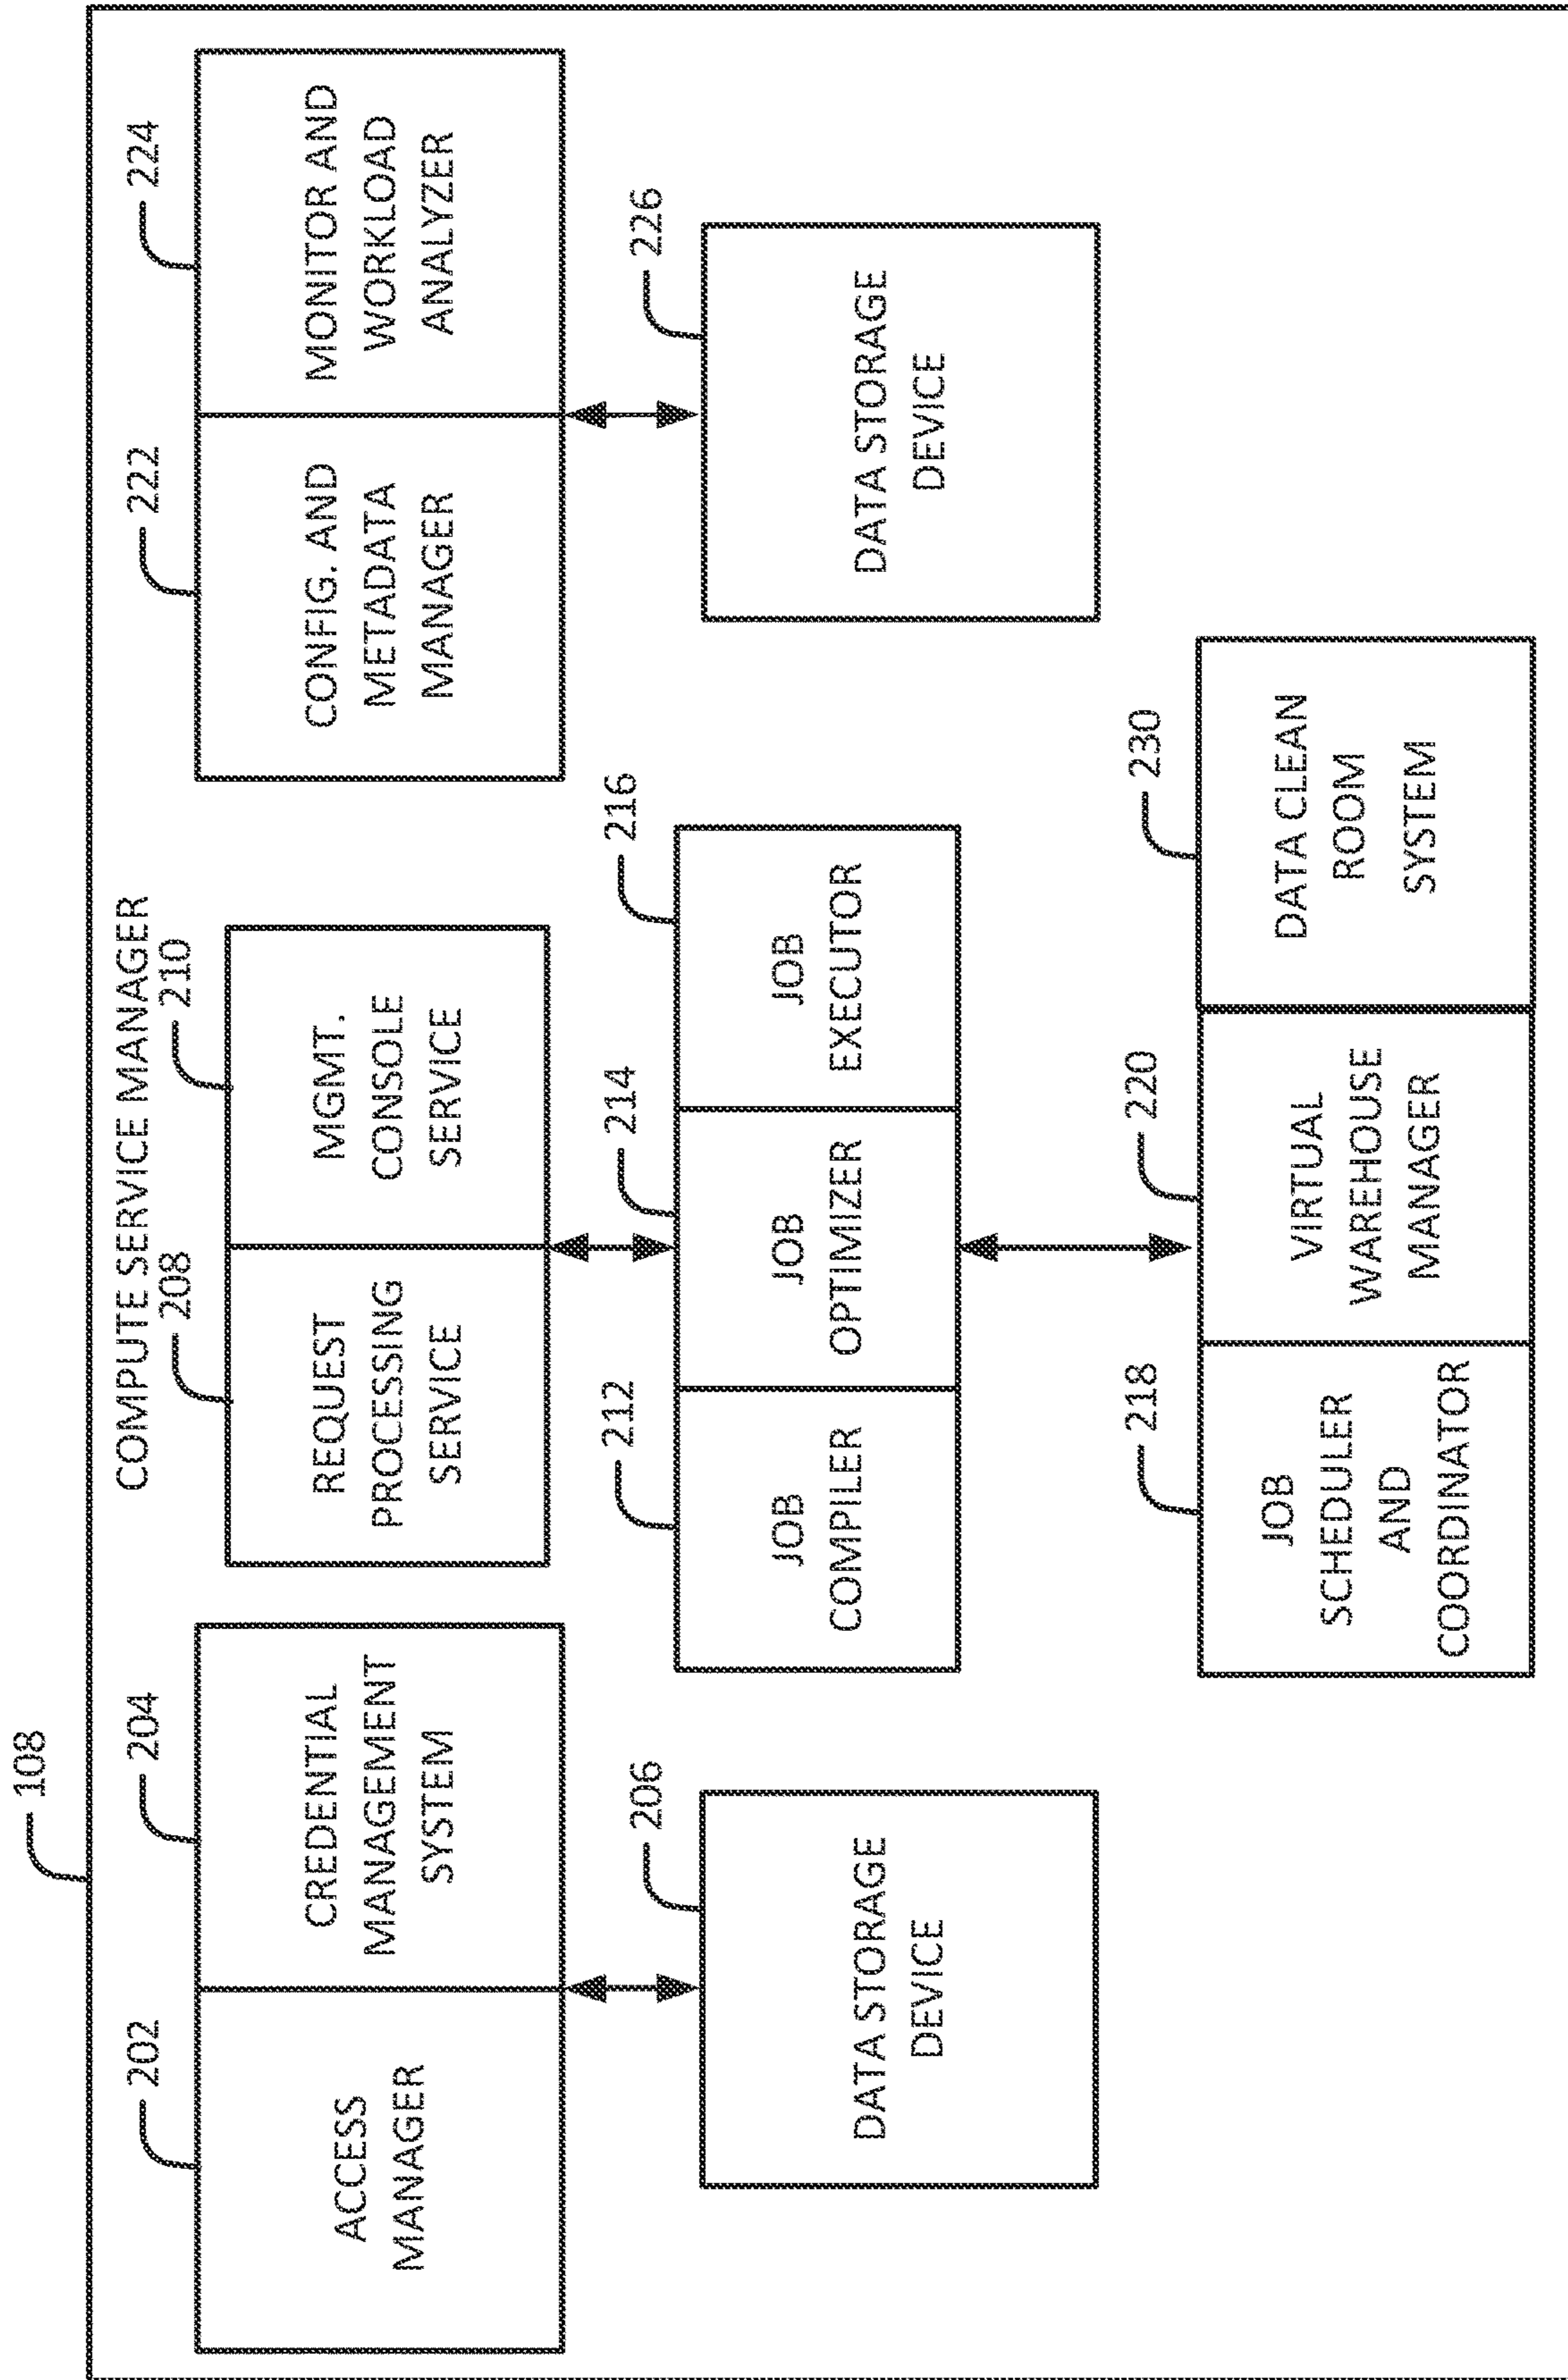 108
COMPUTE SERVICE MANAGER
202
ACCESS
MANAGER
204
CREDENTIAL
MANAGEMENT
SYSTEM
206
DATA STORAGE
DEVICE
208
REQUEST
PROCESSING
SERVICE
210
MGMT.
CONSOLE
SERVICE
212
JOB
COMPILER
214
JOB
OPTIMIZER
216
JOB
EXECUTOR
218
JOB
SCHEDULER
AND
COORDINATOR
220
VIRTUAL
WAREHOUSE
MANAGER
230
DATA CLEAN
ROOM
SYSTEM
222
CONFIG. AND
METADATA
MANAGER
224
MONITOR AND
WORKLOAD
ANALYZER
226
DATA STORAGE
DEVICE